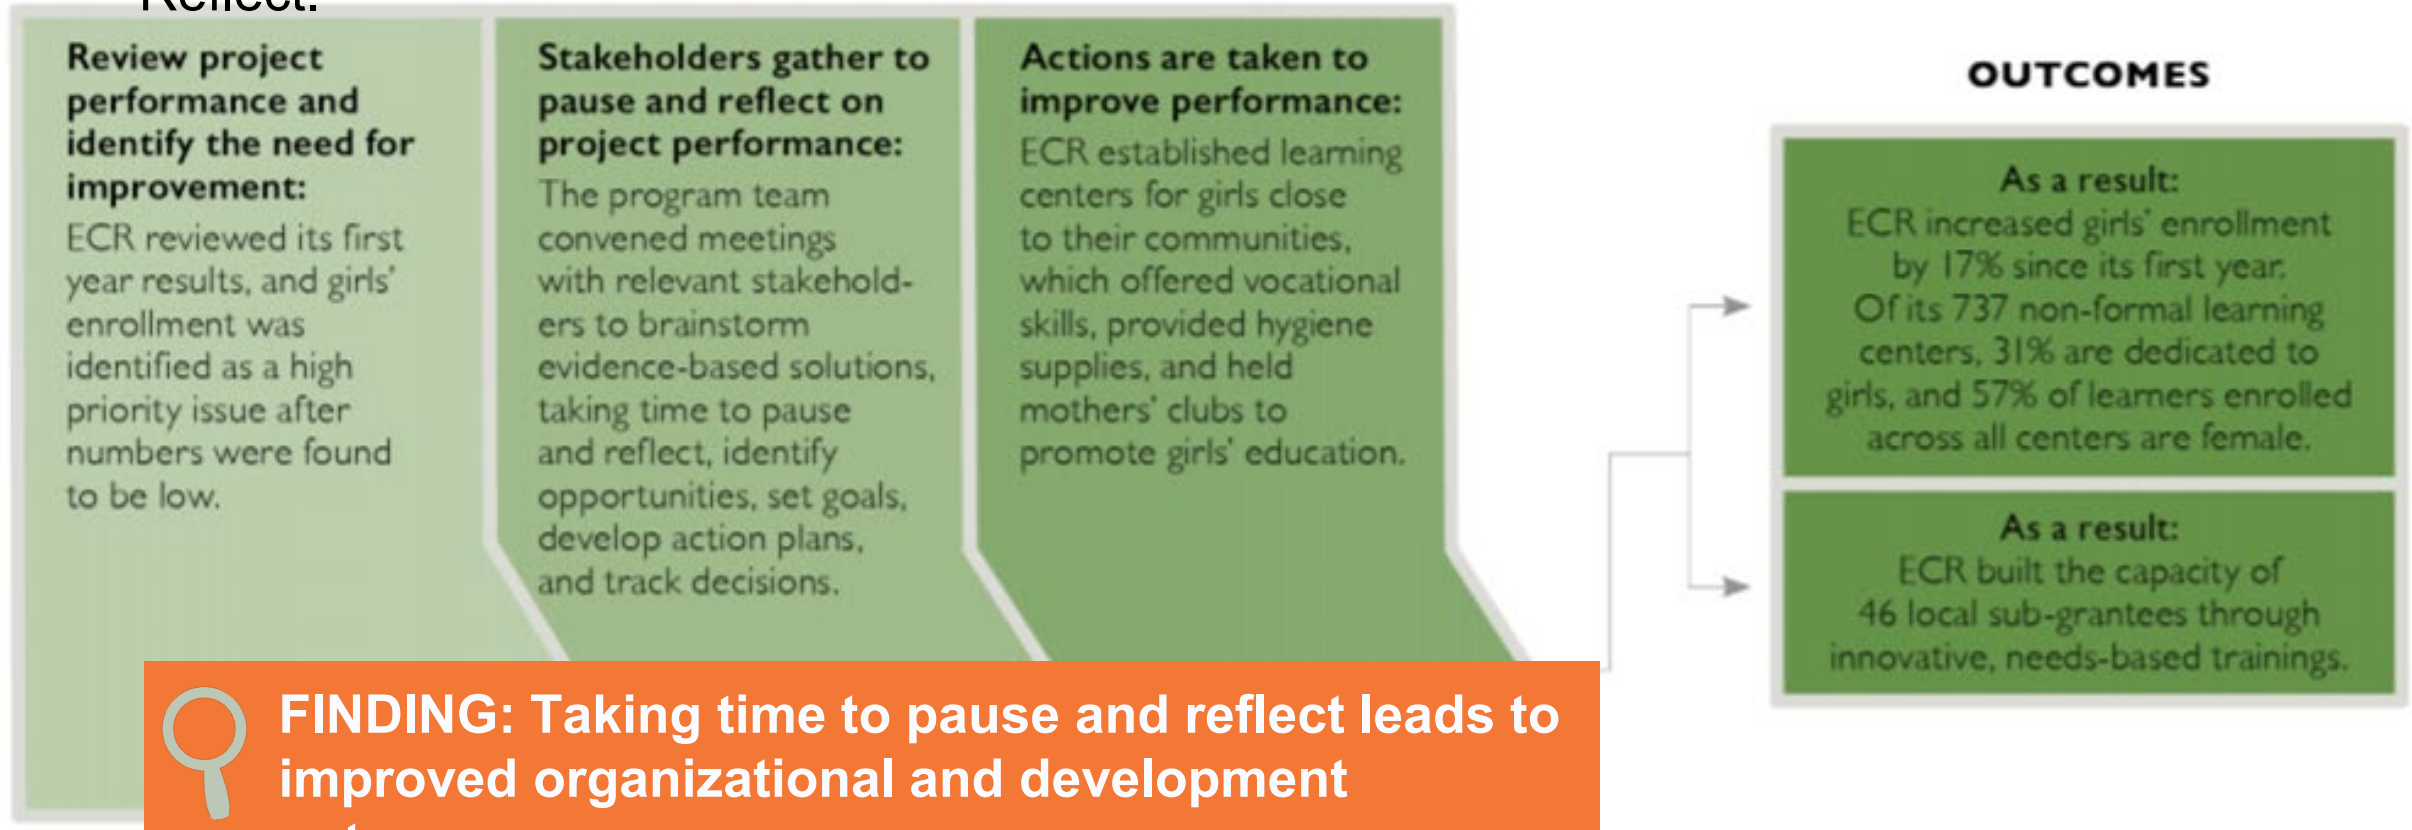 Reflect.
Review project
performance and
identify the need for
improvement:
ECR reviewed its first
year results, and girls'
enrollment was
identified as a high
priority issue after
numbers were found
to be low.
Stakeholders gather to
pause and reflect on
project performance:
The program team
convened meetings
with relevant stakehold-
ers to brainstorm
evidence-based solutions,
taking time to pause
and reflect, identify
opportunities, set goals,
develop action plans,
and track decisions.
Actions are taken to
improve performance:
ECR established learning
centers for girls close
to their communities,
which offered vocational
skills, provided hygiene
supplies, and held
mothers' clubs to
promote girls' education.
OUTCOMES
As a result:
ECR increased girls' enrollment
by 17% since its first year.
Of its 737 non-formal learning
centers, 31% are dedicated to
girls, and 57% of learners enrolled
across all centers are female.
As a result:
ECR built the capacity of
46 local sub-grantees through
innovative, needs-based trainings.
FINDING: Taking time to pause and reflect leads to
improved organizational and development